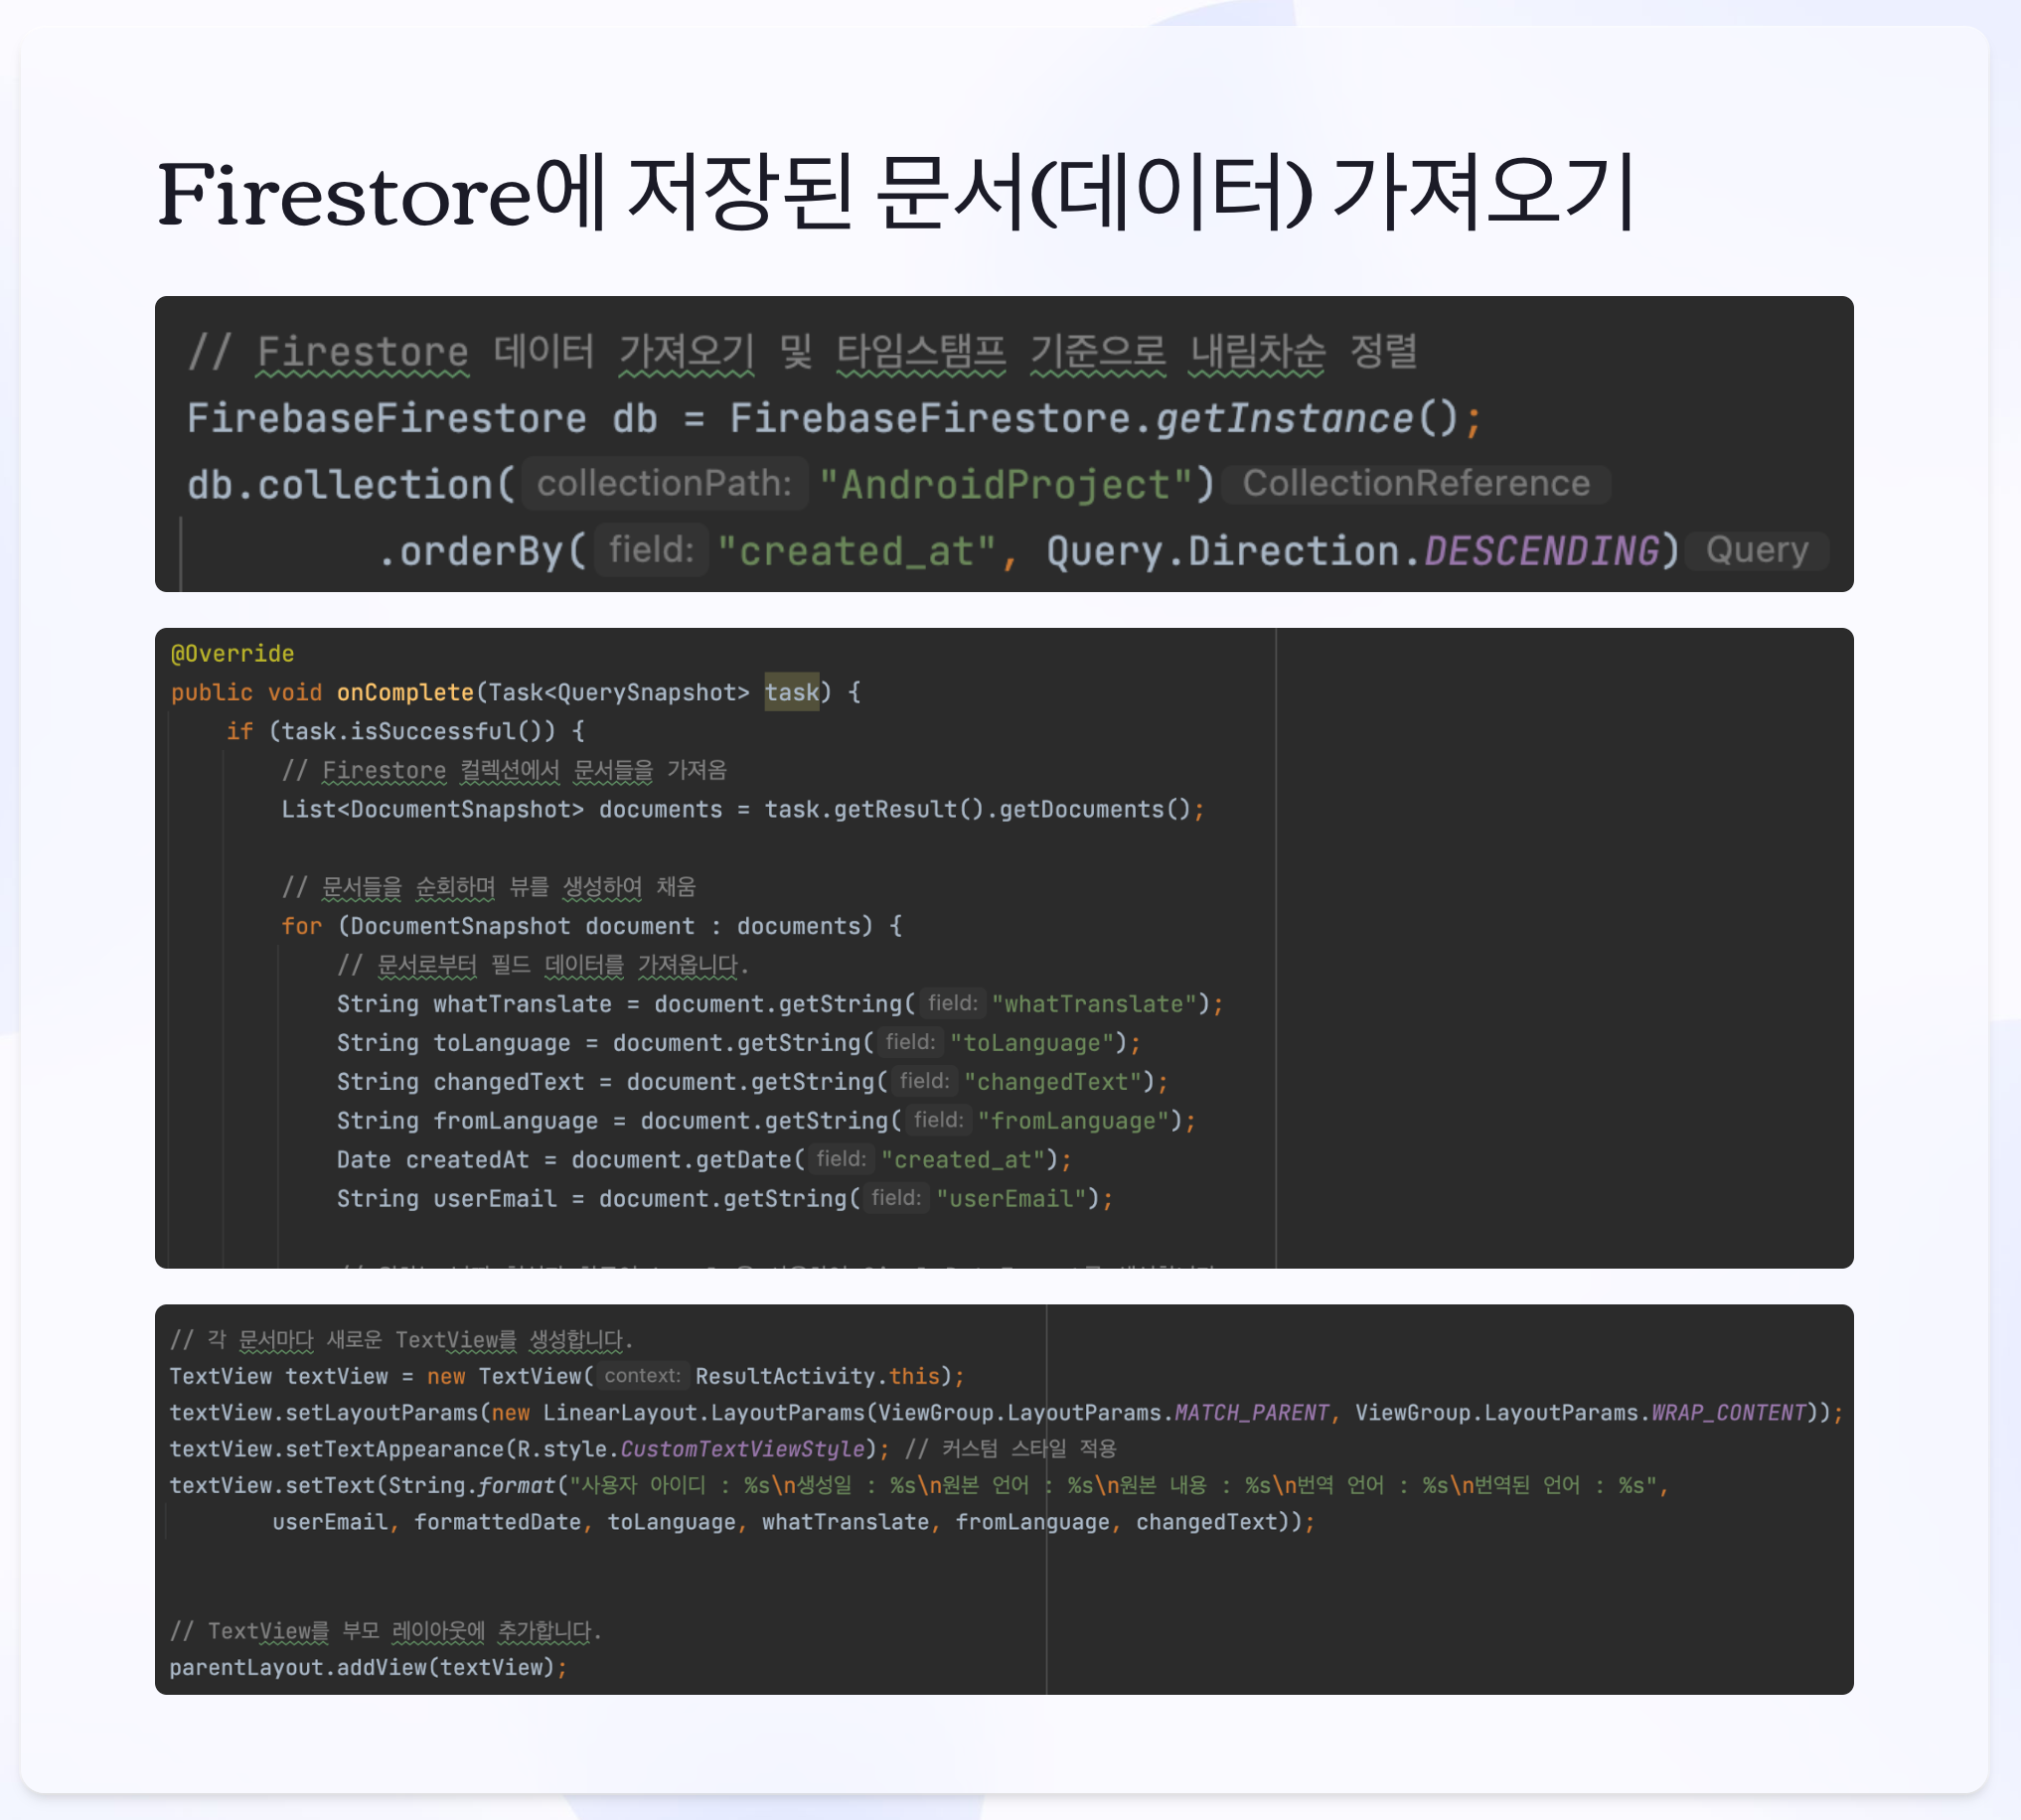 Firestore에 저장된 문서(데이터) 가져오기
// Firestore 데이터 가져오기 및 타임스탬프 기준으로 내림차순 정렬
FirebaseFirestore db = FirebaseFirestore.getInstance();
db.collection( collectionPath: "AndroidProject") CollectionReference
.orderBy( field: "created_at", Query.Direction.DESCENDING) Query
@Override
public void onComplete(Task<QuerySnapshot> task) {
if (task.isSuccessful()) {
// Firestore 컬렉션에서 문서들을 가져옴
List<DocumentSnapshot> documents = task.getResult().getDocuments();
// 문서들을 순회하며 뷰를 생성하여 채움
for (DocumentSnapshot document : documents) {
// 문서로부터 필드 데이터를 가져옵니다.
String whatTranslate = document.getString( field: "whatTranslate");
String toLanguage = document.getString( field: "toLanguage");
String changedText = document.getString( field: "changedText");
String fromLanguage = document.getString( field: "fromLanguage");
Date createdAt = document.getDate( field: "created_at");
String userEmail = document.getString( field: "userEmail");
// 각 문서마다 새로운 TextView를 생성합니다.
TextView textView = new TextView( context: ResultActivity.this);
textView.setLayoutParams(new LinearLayout.LayoutParams(ViewGroup.LayoutParams.MATCH_PARENT, ViewGroup.LayoutParams.WRAP_CONTENT));
textView.setTextAppearance(R.style.CustomTextViewStyle); // 커스텀 스타일 적용
textView.setText(String.format("사용자 아이디 : %s\n생성일 : %s\n원본 언어 : %s\n원본 내용 : %s\n번역 언어 : %s\n번역된 언어 : %s",
userEmail, formattedDate, toLanguage, whatTranslate, fromLanguage, changedText));
// TextView를 부모 레이아웃에 추가합니다.
parentLayout.addView(textView);